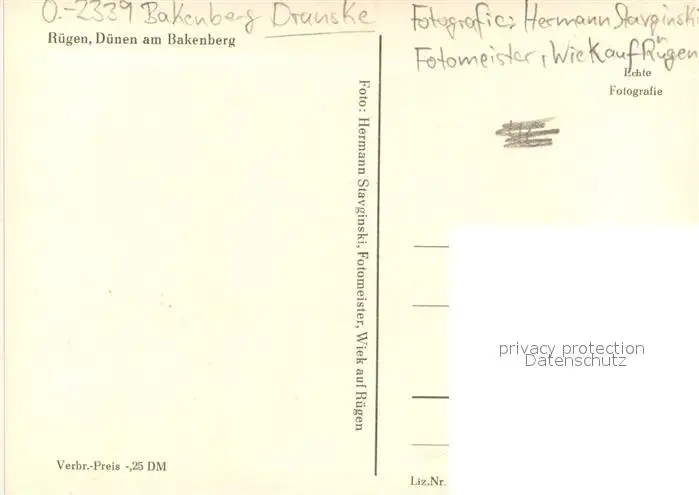 O.-2339 Bakenberg Dranske
Rügen, Dünen am Bakenberg
Foto: Hermann Stavginski, Fotomeister, Wiek auf Rügen
Verbr.-Preis -,25 DM
Fotografie: Hermann Stavginski
Fotomeister, Wiek auf Rügen
Echte
Fotografie
privacy protection
Datenschutz
Liz.Nr.